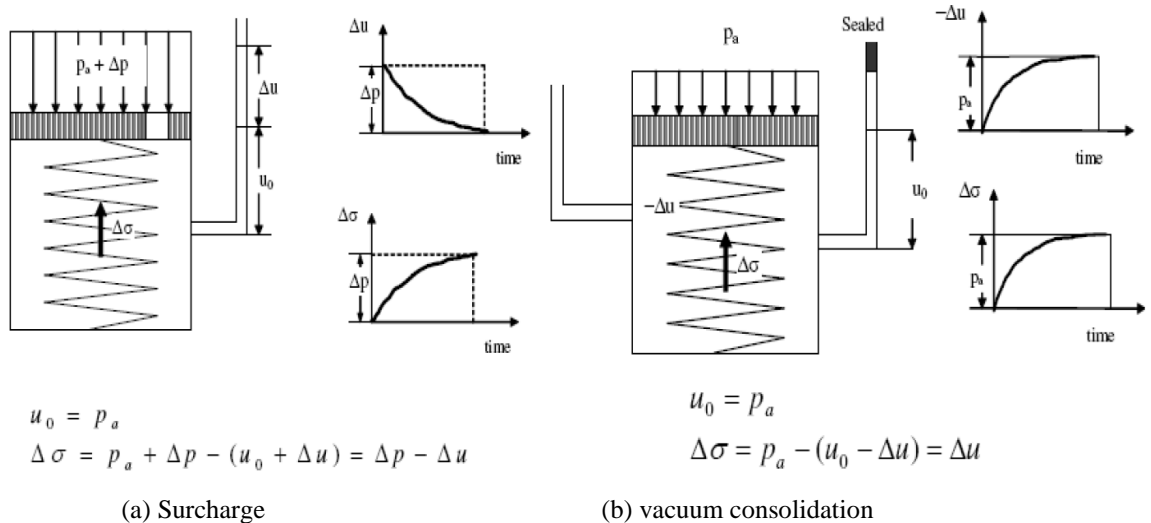 pₐ + Δp
Δu
u₀
Δσ
Δu
Δp
time
Δσ
Δp
time
u₀ = pₐ
Δσ = pₐ + Δp − (u₀ + Δu) = Δp − Δu
(a) Surcharge
pₐ
Sealed
−Δu
u₀
Δσ
−Δu
pₐ
time
Δσ
pₐ
time
u₀ = pₐ
Δσ = pₐ − (u₀ − Δu) = Δu
(b) vacuum consolidation